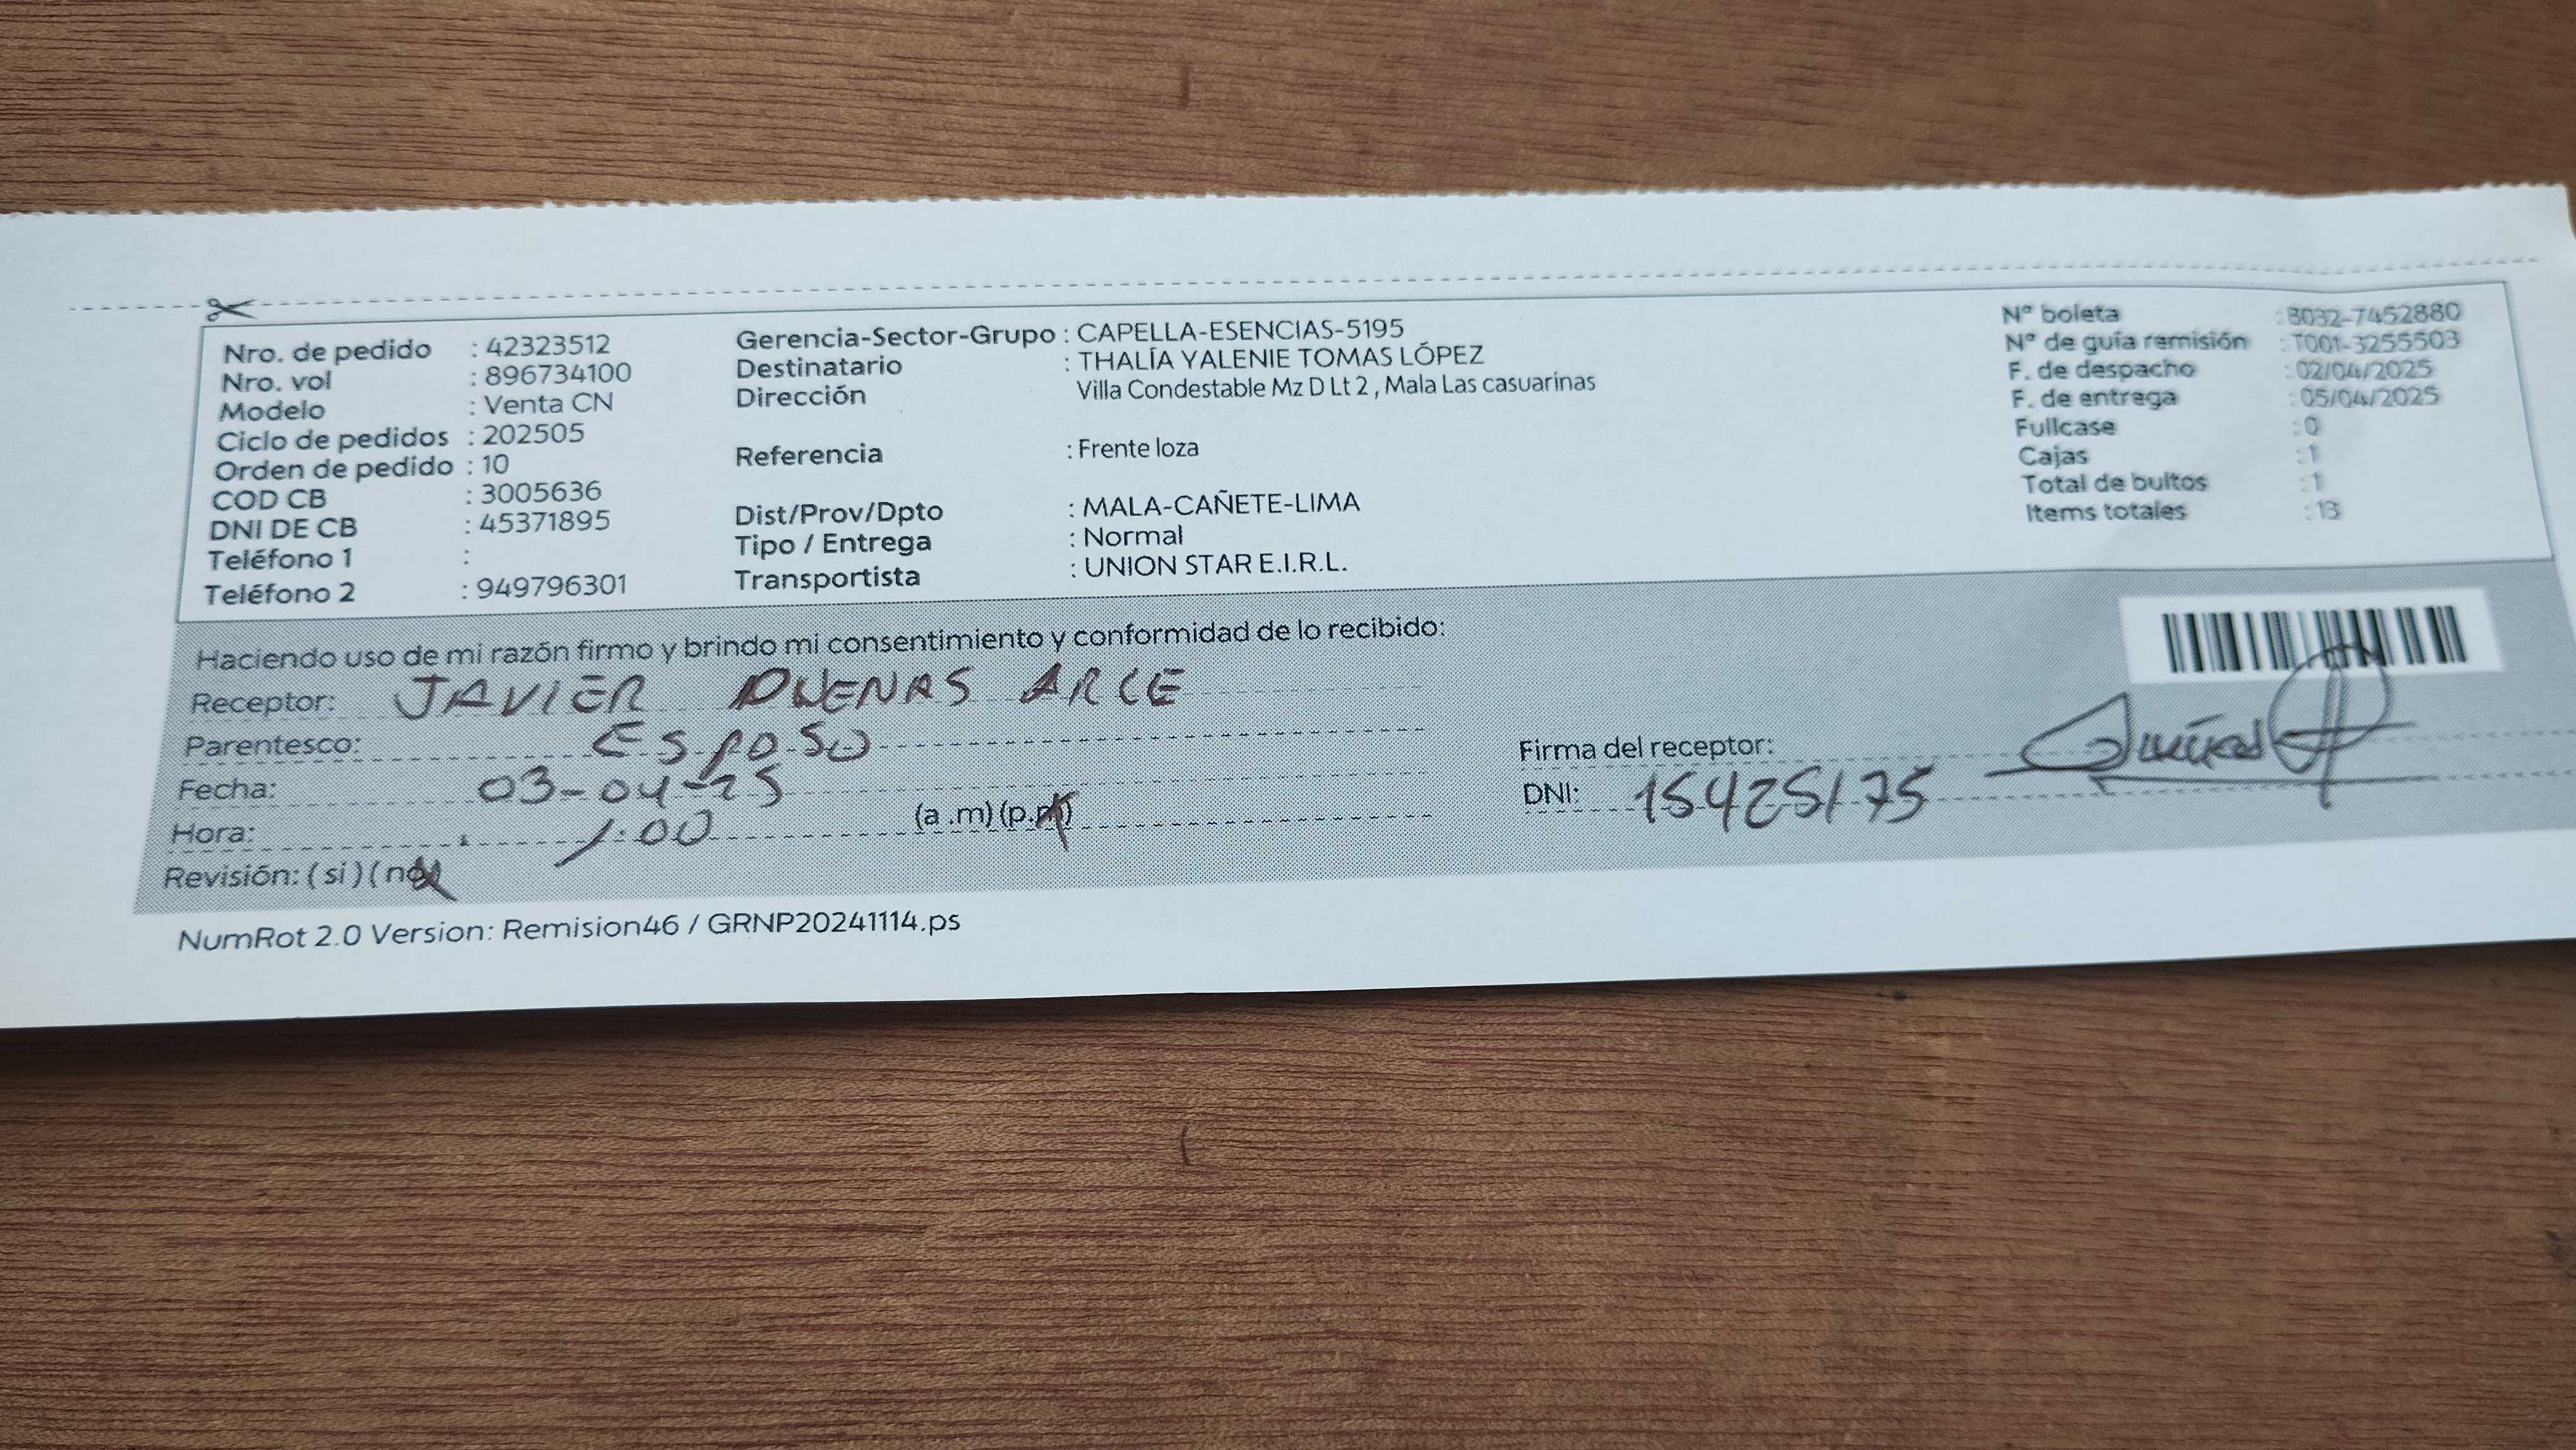 Nro. de pedido : 42323512
Nro. vol : 896734100
Modelo : Venta CN
Ciclo de pedidos : 202505
Orden de pedido : 10
COD CB : 3005636
DNI DE CB : 45371895
Teléfono 1 :
Teléfono 2 : 949796301
Gerencia-Sector-Grupo : CAPELLA-ESENCIAS-5195
Destinatario : THALÍA YALENIE TOMAS LÓPEZ
Dirección Villa Condestable Mz D Lt 2 , Mala Las casuarinas
Referencia : Frente loza
Dist/Prov/Dpto : MALA-CAÑETE-LIMA
Tipo / Entrega : Normal
Transportista : UNION STAR E.I.R.L.
N° boleta : B032-7452880
N° de guía remisión : T001-3255503
F. de despacho : 02/04/2025
F. de entrega : 05/04/2025
Fullcase : 0
Cajas : 1
Total de bultos : 1
Items totales : 13
Haciendo uso de mi razón firmo y brindo mi consentimiento y conformidad de lo recibido:
Receptor: JAVIER DUENAS ARCE
Parentesco: ESPOSO
Fecha: 03-04-25
Hora: 1:00 (a .m) (p.m)
Revisión: ( si ) ( no )
Firma del receptor:
DNI: 15425175
NumRot 2.0 Version: Remision46 / GRNP20241114.ps